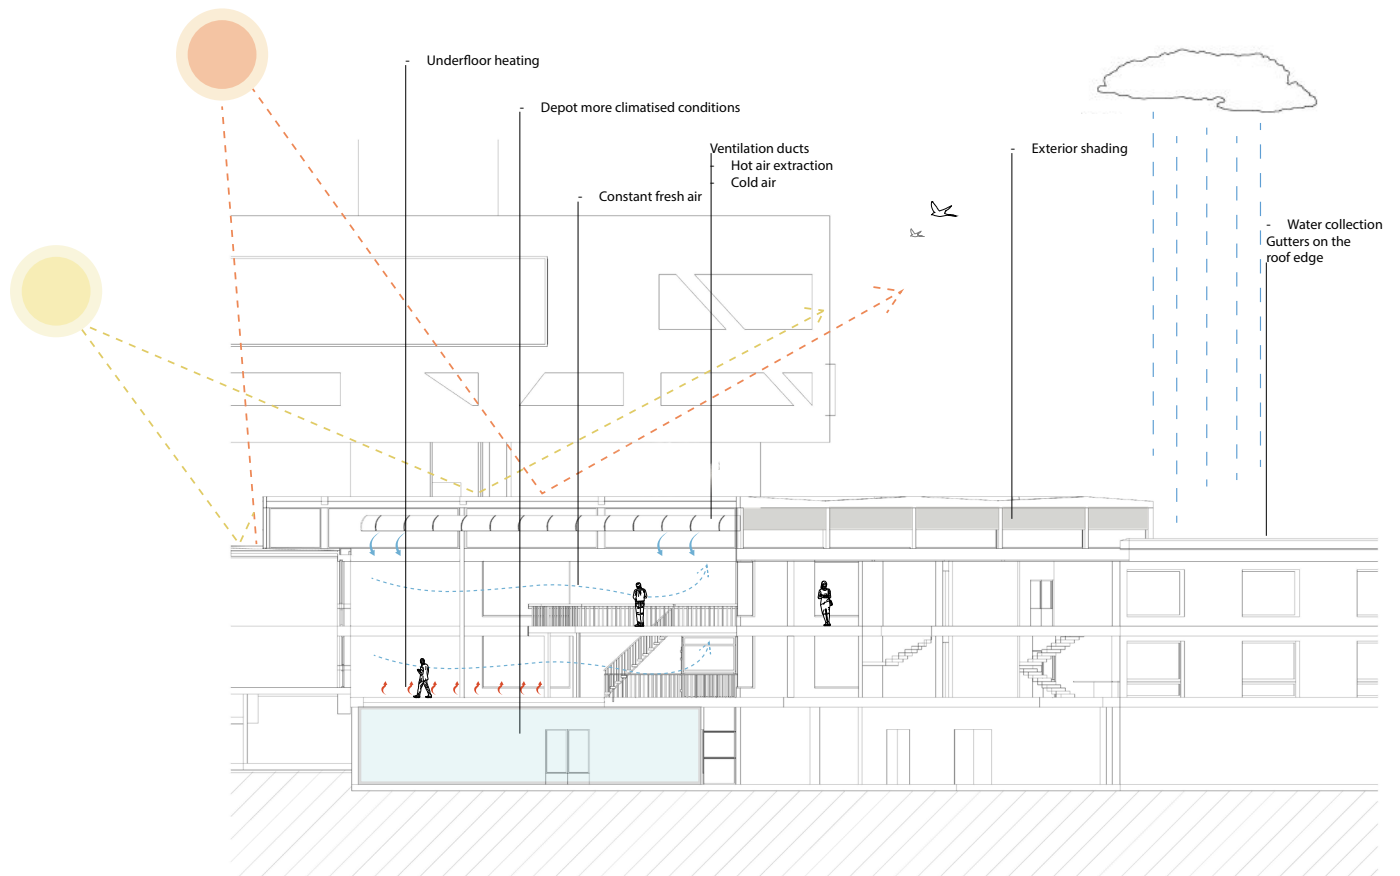 - Underfloor heating
- Depot more climatised conditions
Ventilation ducts
- Hot air extraction
- Cold air
- Exterior shading
- Constant fresh air
- Water collection
Gutters on the
roof edge